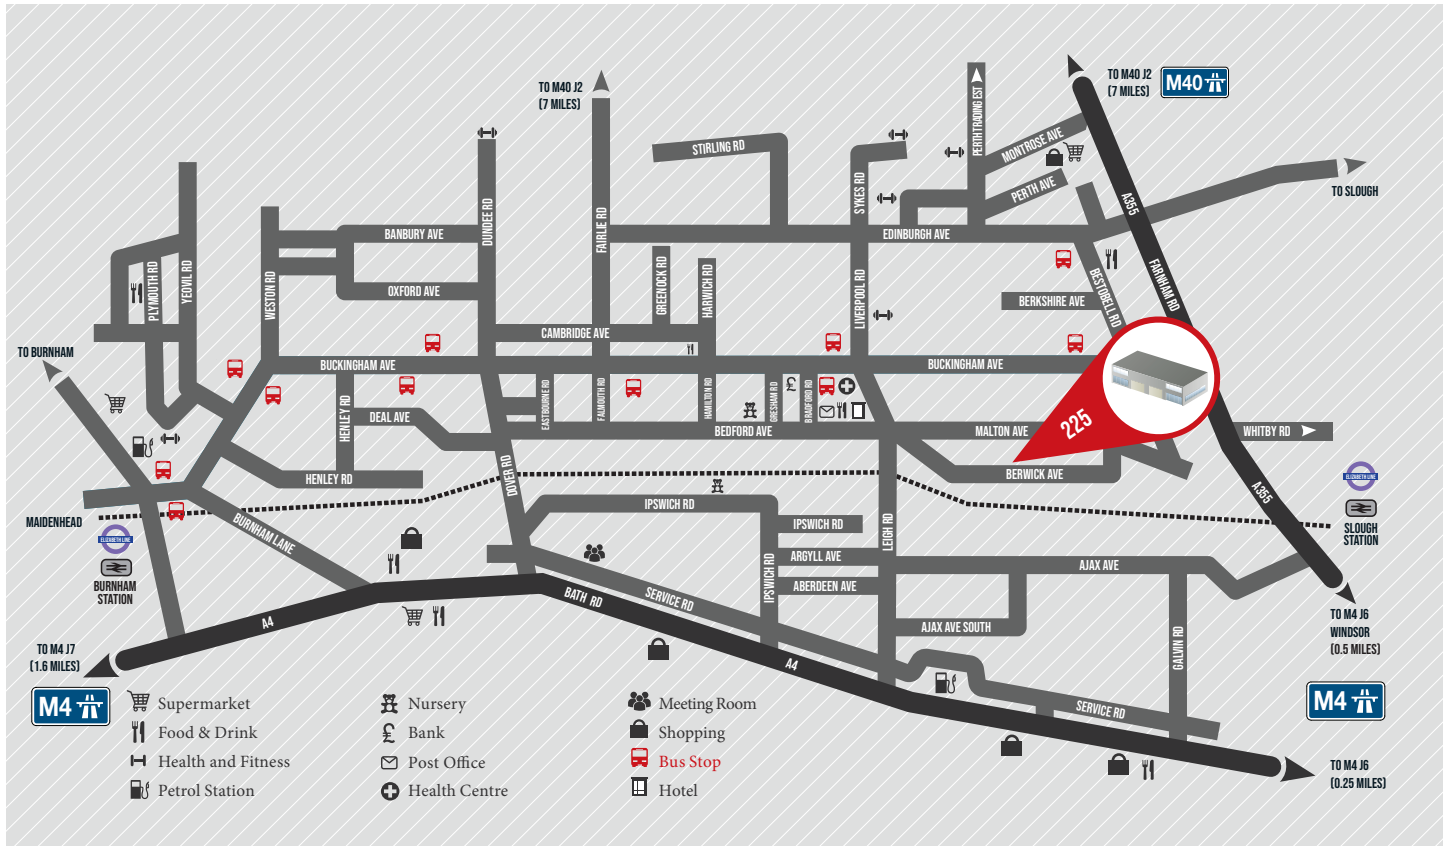 TO M40 J2
(7 MILES)
TO M40 J2
(7 MILES)
M40
PERTH TRADING EST
MONTROSE AVE
STIRLING RD
PERTH AVE
SYKES RD
TO SLOUGH
A355
DUNDEE RD
FAIRLIE RD
BANBURY AVE
EDINBURGH AVE
PLYMOUTH RD
YEOVIL RD
WESTON RD
OXFORD AVE
GREENOCK RD
HARWICH RD
LIVERPOOL RD
BESTOBELL RD
FARNHAM RD
BERKSHIRE AVE
CAMBRIDGE AVE
TO BURNHAM
BUCKINGHAM AVE
BUCKINGHAM AVE
HENLEY RD
DEAL AVE
EASTBOURNE RD
FALMOUTH RD
HAMILTON RD
GRESHAM RD
BRADFORD RD
BEDFORD AVE
MALTON AVE
225
WHITBY RD
HENLEY RD
DOVER RD
BERWICK AVE
A355
MAIDENHEAD
ELIZABETH LINE
BURNHAM
STATION
BURNHAM LANE
IPSWICH RD
IPSWICH RD
IPSWICH RD
LEIGH RD
ARGYLL AVE
ABERDEEN AVE
AJAX AVE
AJAX AVE SOUTH
GALVIN RD
ELIZABETH LINE
SLOUGH
STATION
SERVICE RD
BATH RD
A4
A4
SERVICE RD
TO M4 J7
(1.6 MILES)
M4
TO M4 J6
WINDSOR
(0.5 MILES)
M4
TO M4 J6
(0.25 MILES)
Supermarket
Food & Drink
Health and Fitness
Petrol Station
Nursery
Bank
Post Office
Health Centre
Meeting Room
Shopping
Bus Stop
Hotel